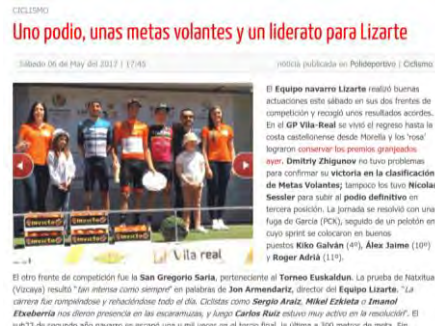 CICLISMO
Uno podio, unas metas volantes y un liderato para Lizarte
Sábado 06 de May del 2017 | 17:45
noticia publicada en Polideportivo | Ciclismo
El Equipo navarro Lizarte realizó buenas
actuaciones este sábado en sus dos frentes de
competición y recogió unos resultados acordes.
En el GP Vila-Real se vivió el regreso hasta la
costa castellonense desde Morella y los 'rosa'
lograron conservar los premios granjeados
ayer. Dmitriy Zhigunov no tuvo problemas
para confirmar su victoria en la clasificación
de Metas Volantes; tampoco los tuvo Nicolas
Sessler para subir al podio definitivo en
tercera posición. La jornada se resolvió con una
fuga de García (PCK), seguido de un pelotón en
cuyo sprint se colocaron en buenos
puestos Kiko Galván (4º), Álex Jaime (10º)
y Roger Adrià (11º).
invicto invicto
invicto
Vila real
El otro frente de competición fue la San Gregorio Saria, perteneciente al Torneo Euskaldun. La prueba de Natxitua
(Vizcaya) resultó "tan intensa como siempre" en palabras de Jon Armendariz, director del Equipo Lizarte. "La
carrera fue rompiéndose y rehaciéndose todo el día. Ciclistas como Sergio Araiz, Mikel Ezkieta o Imanol
Etxeberria nos dieron presencia en las escaramuzas, y luego Carlos Ruiz estuvo muy activo en la resolución". El